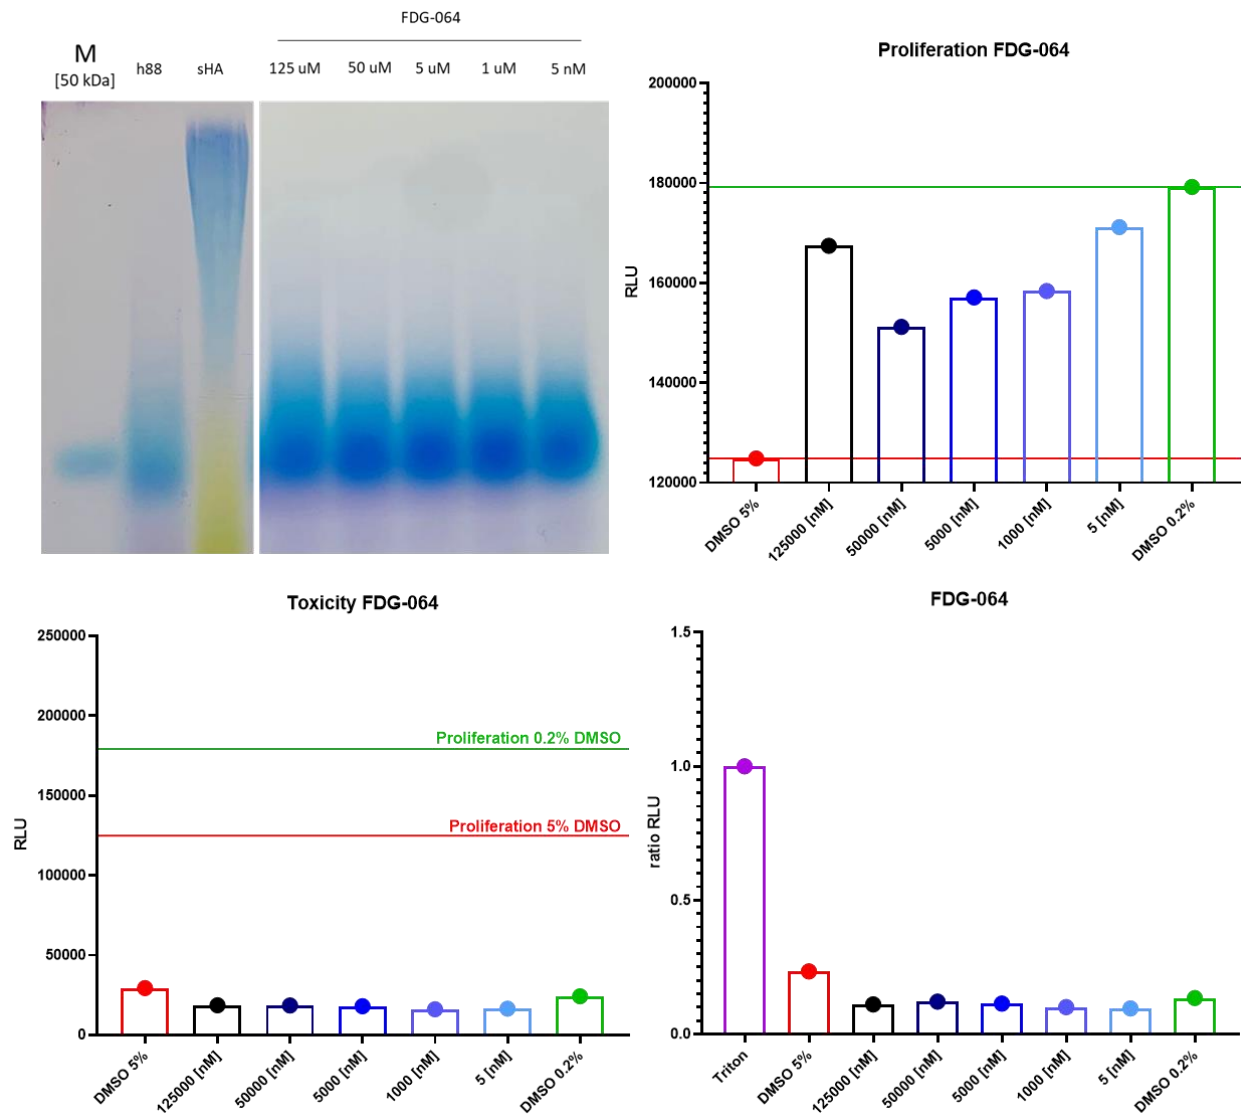 FDG-064
M
[50 kDa]
h88
sHA
125 uM
50 uM
5 uM
1 uM
5 nM
Proliferation FDG-064
200000
180000
160000
140000
120000
RLU
DMSO 5%
125000 [nM]
50000 [nM]
5000 [nM]
1000 [nM]
5 [nM]
DMSO 0.2%
Toxicity FDG-064
250000
200000
150000
100000
50000
0
RLU
Proliferation 0.2% DMSO
Proliferation 5% DMSO
DMSO 5%
125000 [nM]
50000 [nM]
5000 [nM]
1000 [nM]
5 [nM]
DMSO 0.2%
FDG-064
1.5
1.0
0.5
0.0
ratio RLU
Triton
DMSO 5%
125000 [nM]
50000 [nM]
5000 [nM]
1000 [nM]
5 [nM]
DMSO 0.2%